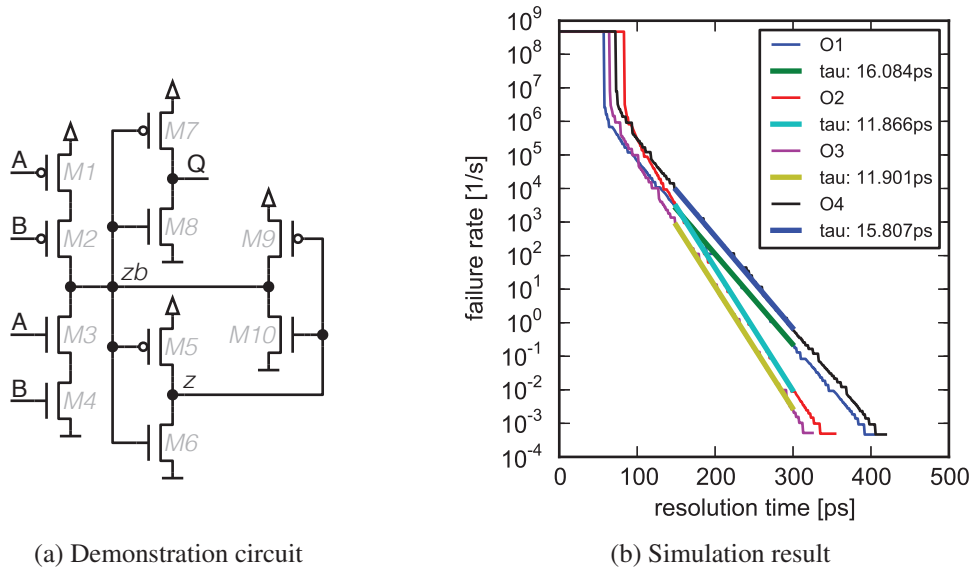 A
M1
B
M2
A
M3
B
M4
zb
M7
Q
M8
M5
z
M6
M9
M10
(a) Demonstration circuit
failure rate [1/s]
10^9
10^8
10^7
10^6
10^5
10^4
10^3
10^2
10^1
10^0
10^-1
10^-2
10^-3
10^-4
0 100 200 300 400 500
resolution time [ps]
O1
tau: 16.084ps
O2
tau: 11.866ps
O3
tau: 11.901ps
O4
tau: 15.807ps
(b) Simulation result